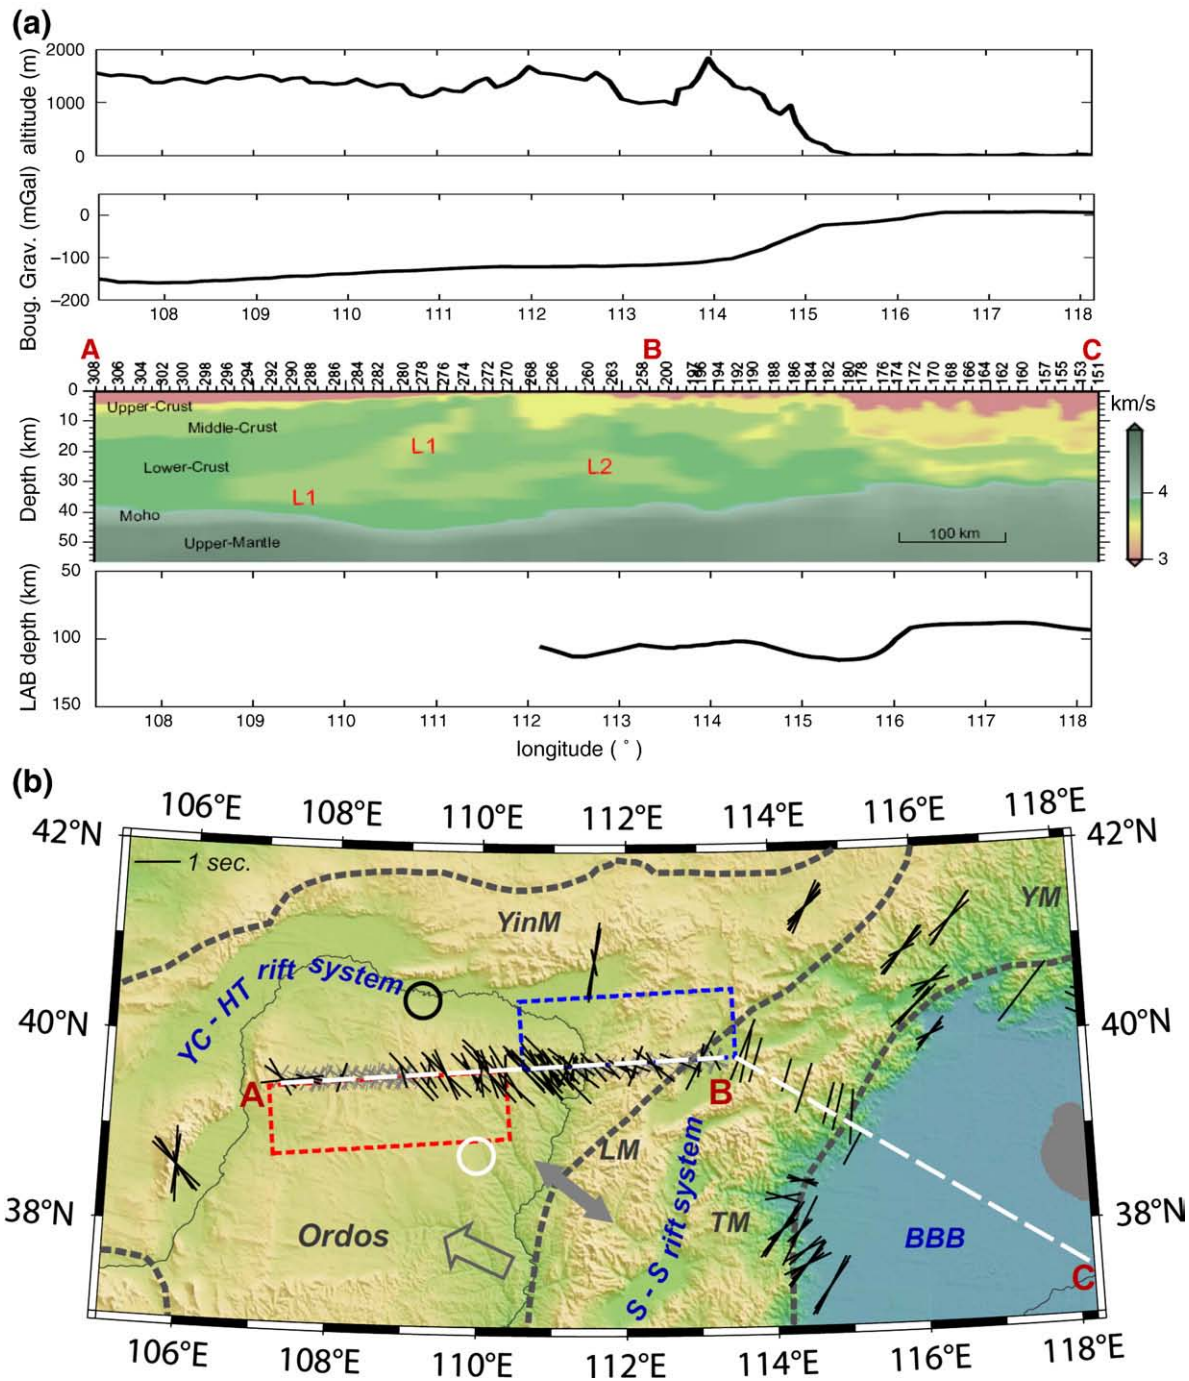 (a)
altitude (m)
2000
1000
0
Boug. Grav. (mGal)
0
−100
−200
108 109 110 111 112 113 114 115 116 117 118
A B C
308 306 304 302 300 298 296 294 292 290 288 286 284 282 280 278 276 274 272 270 268 266 260 263 258 200 197 196 194 192 190 188 186 184 182 180 178 176 174 172 170 168 166 164 162 160 157 155 153 151
Depth (km)
0
10
20
30
40
50
Upper-Crust
Middle-Crust
Lower-Crust
Moho
Upper-Mantle
L1
L2
L1
100 km
km/s
4
3
LAB depth (km)
50
100
150
108 109 110 111 112 113 114 115 116 117 118
longitude ( ° )
(b)
106°E 108°E 110°E 112°E 114°E 116°E 118°E
42°N 42°N
1 sec.
YinM
YM
YC - HT rift system
40°N 40°N
A
B
LM
S - S rift system
38°N 38°N
Ordos
TM
BBB
C
106°E 108°E 110°E 112°E 114°E 116°E 118°E